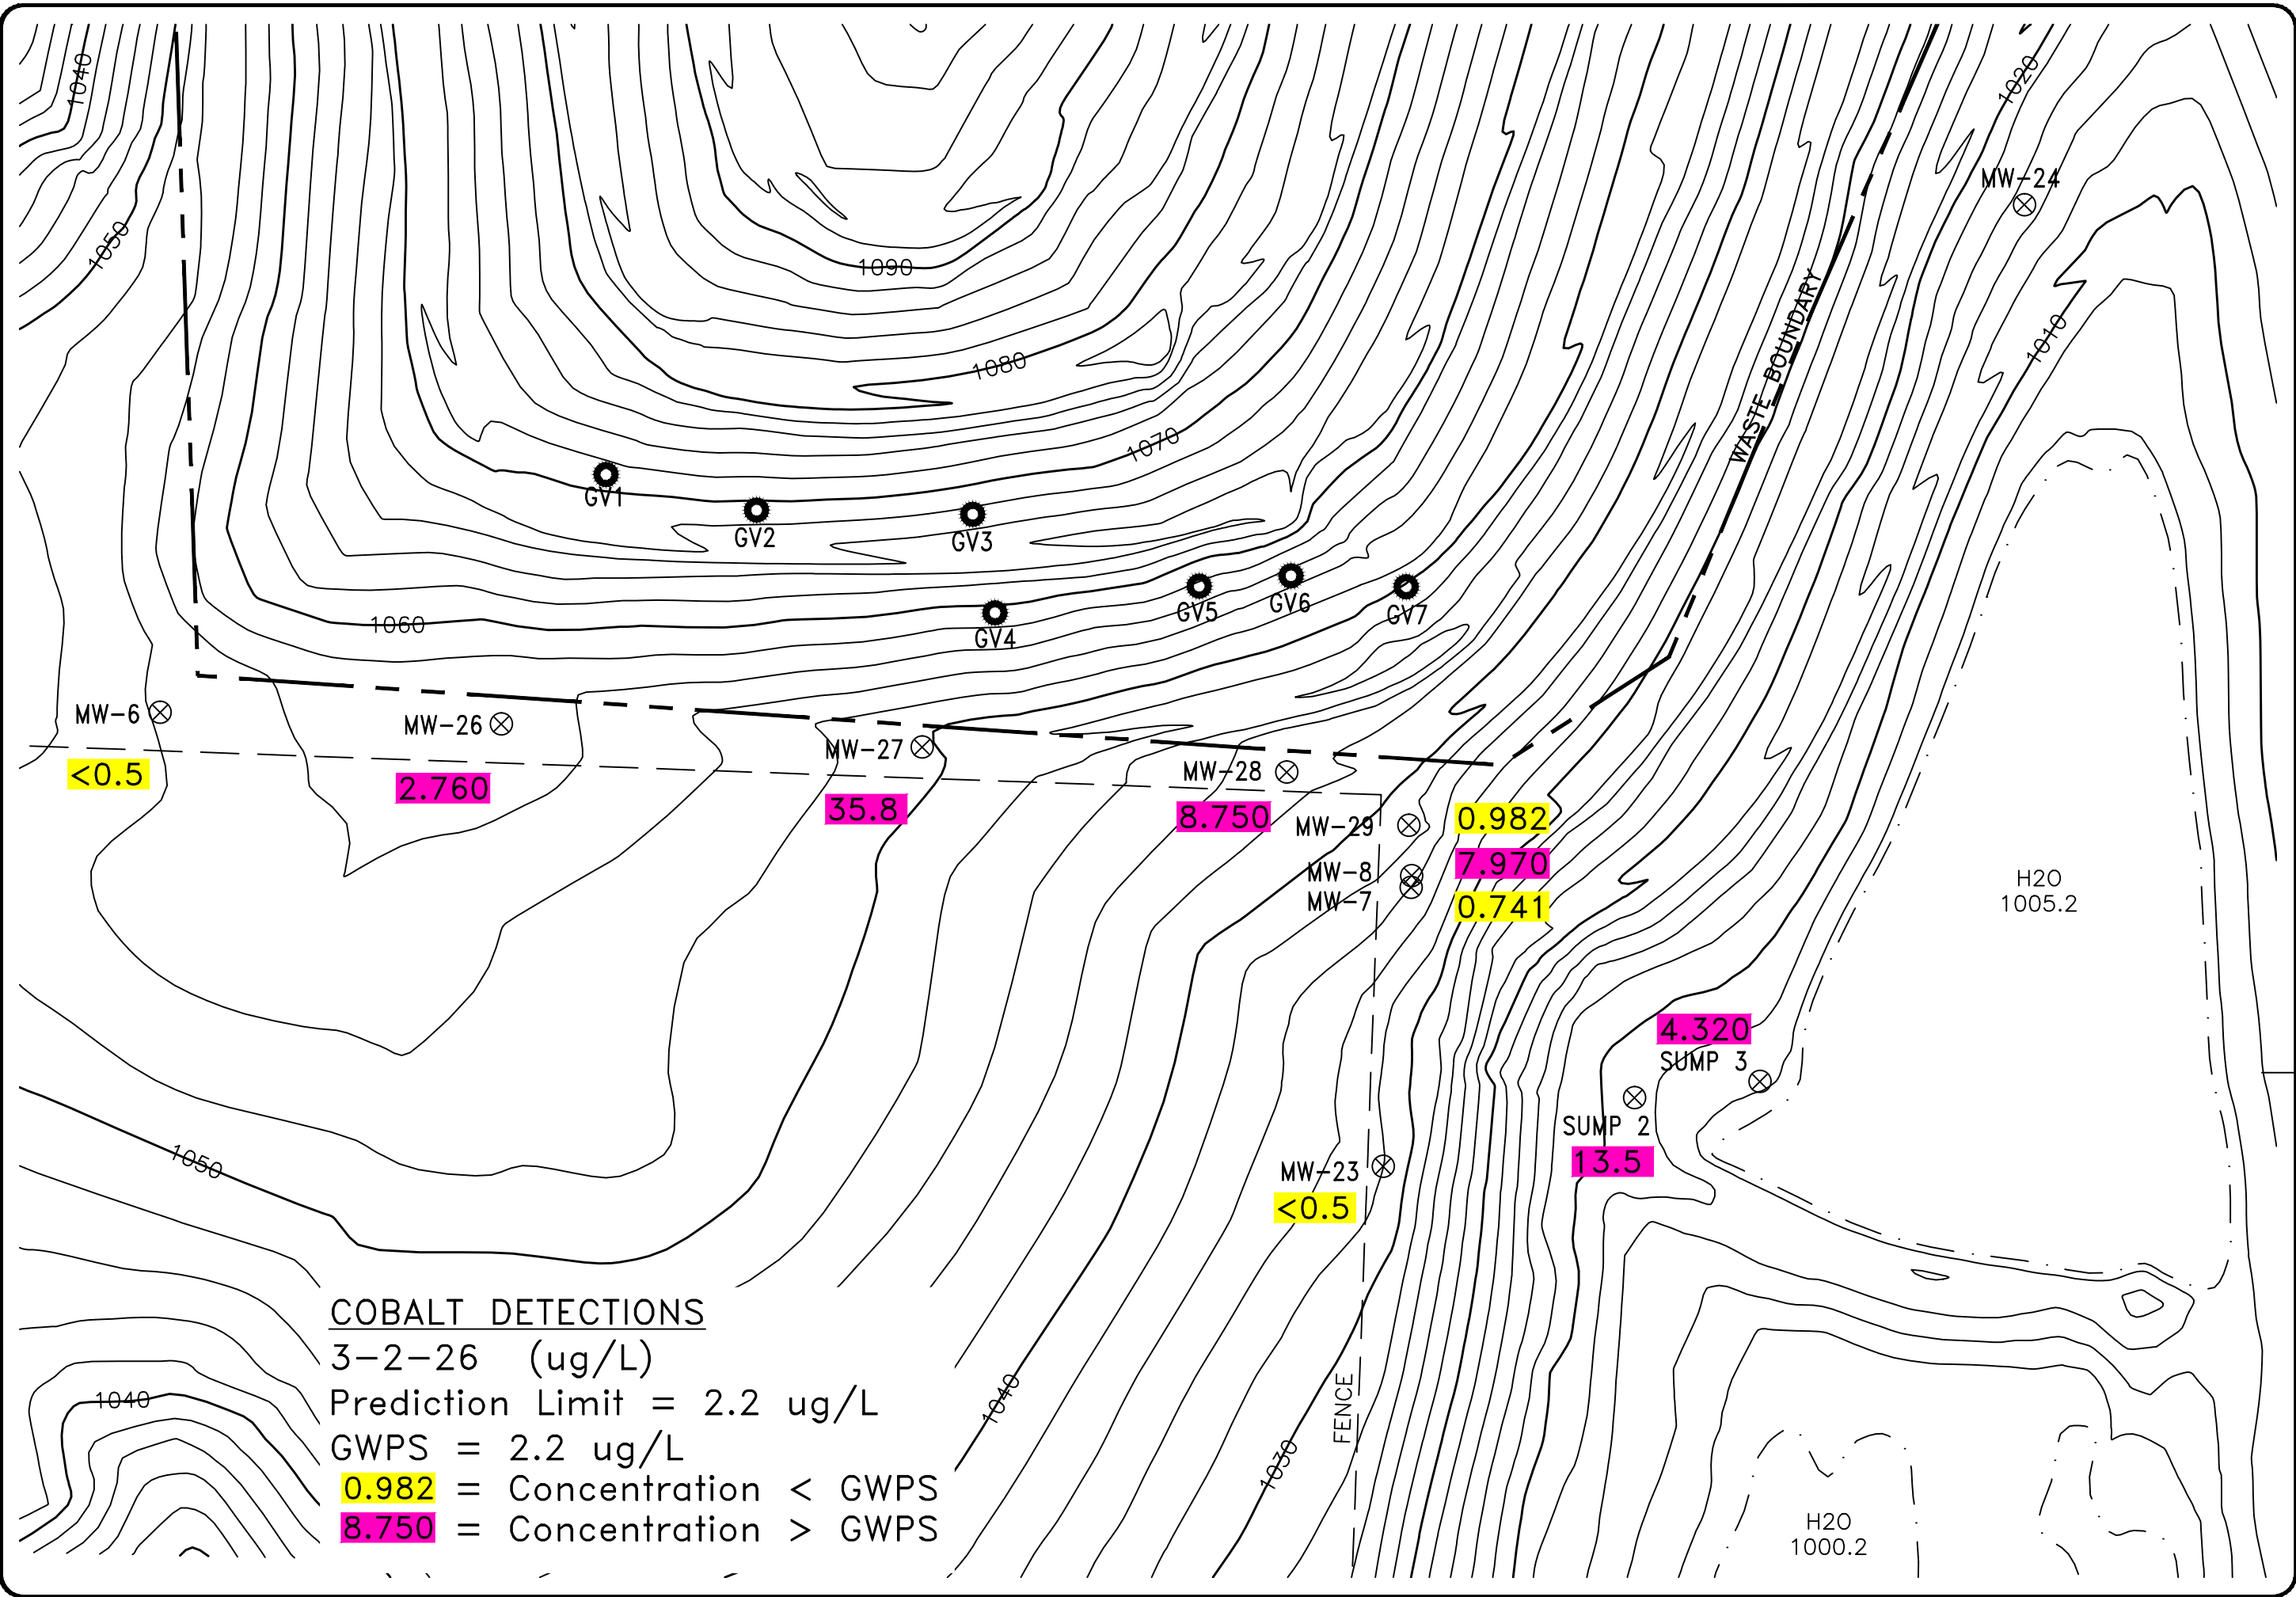 1040
1020
MW-24
1050
1090
WASTE BOUNDARY
1010
1080
1070
GV1
GV2
GV3
GV4
GV5
GV6
GV7
1060
MW-6
<0.5
MW-26
2.760
MW-27
35.8
MW-28
8.750
MW-29
0.982
MW-8
7.970
MW-7
0.741
H2O
1005.2
4.320
SUMP 3
SUMP 2
13.5
MW-23
<0.5
1050
COBALT DETECTIONS
3-2-26 (ug/L)
Prediction Limit = 2.2 ug/L
GWPS = 2.2 ug/L
0.982 = Concentration < GWPS
8.750 = Concentration > GWPS
1040
1040
1030
FENCE
H2O
1000.2